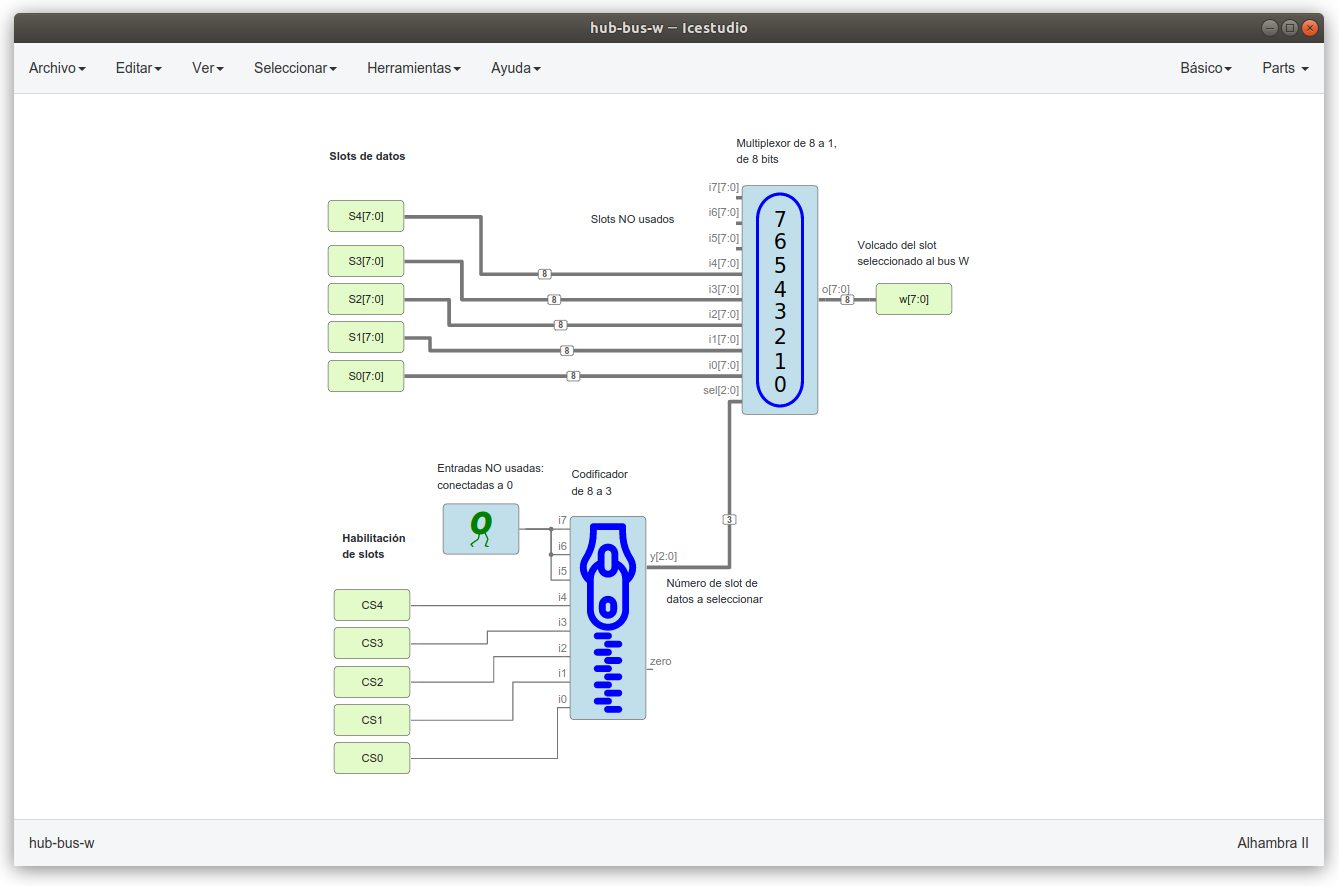 hub-bus-w — Icestudio
Archivo Editar Ver Seleccionar Herramientas Ayuda Básico Parts
Slots de datos
Multiplexor de 8 a 1,
de 8 bits
Slots NO usados
S4[7:0]
S3[7:0]
S2[7:0]
S1[7:0]
S0[7:0]
8
8
8
8
8
i7[7:0]
i6[7:0]
i5[7:0]
i4[7:0]
i3[7:0]
i2[7:0]
i1[7:0]
i0[7:0]
sel[2:0]
7
6
5
4
3
2
1
0
o[7:0]
8
Volcado del slot
seleccionado al bus W
w[7:0]
Entradas NO usadas:
conectadas a 0
Codificador
de 8 a 3
0
Habilitación
de slots
CS4
CS3
CS2
CS1
CS0
i7
i6
i5
i4
i3
i2
i1
i0
y[2:0]
zero
3
Número de slot de
datos a seleccionar
hub-bus-w Alhambra II